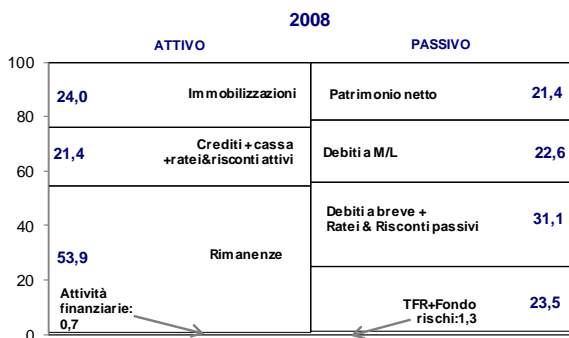 2008
ATTIVO
PASSIVO
100
80
60
40
20
0
24,0
Immobilizzazioni
21,4
Crediti + cassa
+ratei&risconti attivi
53,9
Rimanenze
Attività
finanziarie:
0,7
Patrimonio netto
21,4
Debiti a M/L
22,6
Debiti a breve +
Ratei & Risconti passivi
31,1
TFR+Fondo
rischi:1,3
23,5